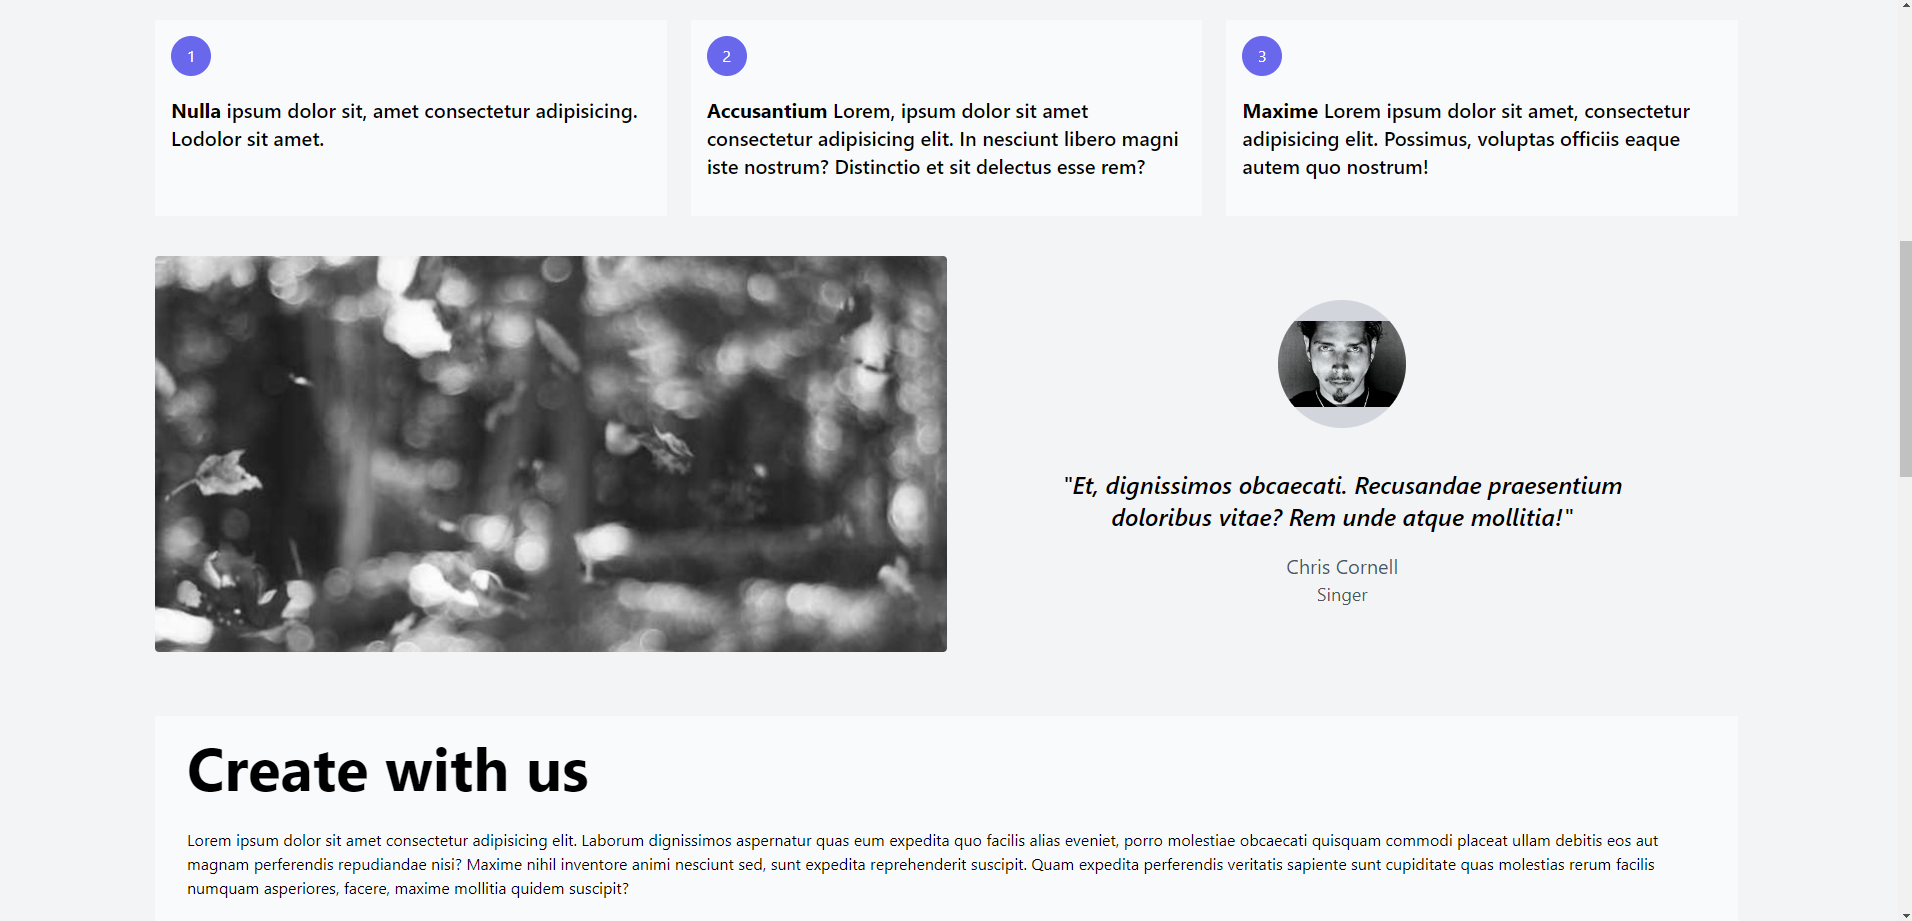 1
Nulla ipsum dolor sit, amet consectetur adipisicing.
Lodolor sit amet.
2
Accusantium Lorem, ipsum dolor sit amet
consectetur adipisicing elit. In nesciunt libero magni
iste nostrum? Distinctio et sit delectus esse rem?
3
Maxime Lorem ipsum dolor sit amet, consectetur
adipisicing elit. Possimus, voluptas officiis eaque
autem quo nostrum!
"Et, dignissimos obcaecati. Recusandae praesentium
doloribus vitae? Rem unde atque mollitia!"
Chris Cornell
Singer
Create with us
Lorem ipsum dolor sit amet consectetur adipisicing elit. Laborum dignissimos aspernatur quas eum expedita quo facilis alias eveniet, porro molestiae obcaecati quisquam commodi placeat ullam debitis eos aut
magnam perferendis repudiandae nisi? Maxime nihil inventore animi nesciunt sed, sunt expedita reprehenderit suscipit. Quam expedita perferendis veritatis sapiente sunt cupiditate quas molestias rerum facilis
numquam asperiores, facere, maxime mollitia quidem suscipit?